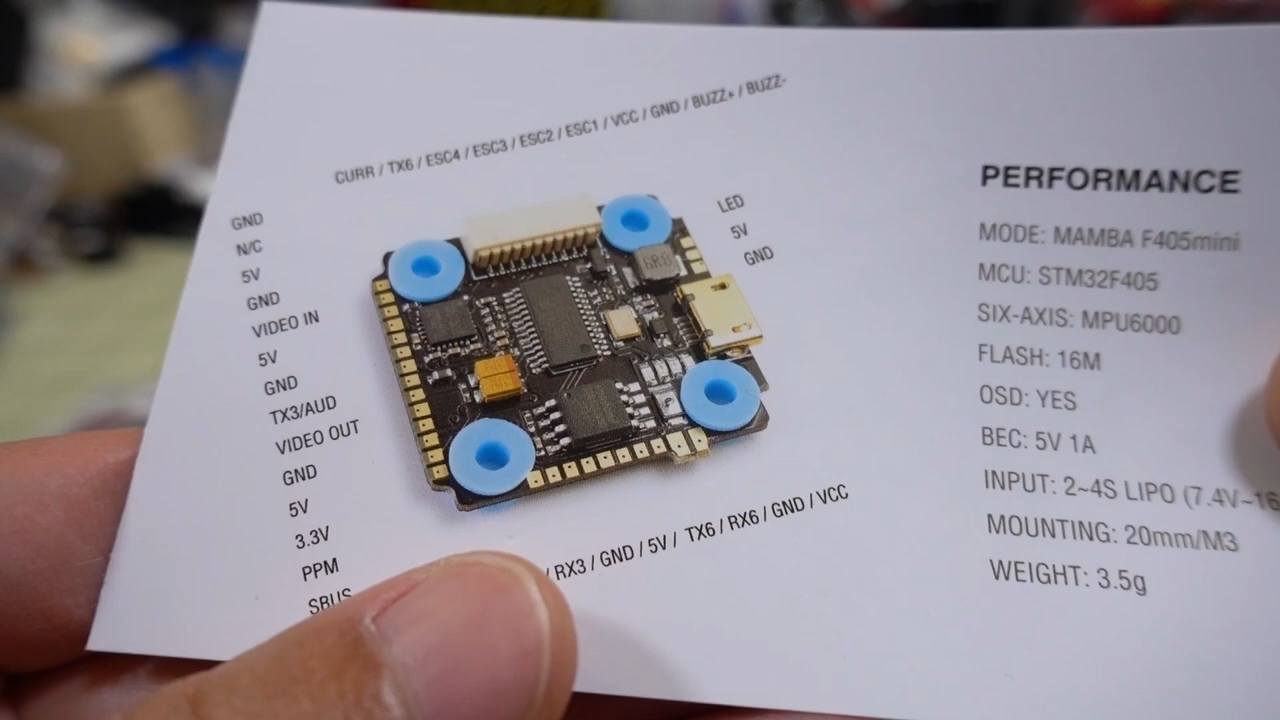 CURR / TX6 / ESC4 / ESC3 / ESC2 / ESC1 / VCC / GND / BUZZ+ / BUZZ-
GND
N/C
5V
GND
VIDEO IN
5V
GND
TX3/AUD
VIDEO OUT
GND
5V
3.3V
PPM
SBUS
LED
5V
GND
6R8
/ RX3 / GND / 5V / TX6 / RX6 / GND / VCC
PERFORMANCE
MODE: MAMBA F405mini
MCU: STM32F405
SIX-AXIS: MPU6000
FLASH: 16M
OSD: YES
BEC: 5V 1A
INPUT: 2~4S LIPO (7.4V~16
MOUNTING: 20mm/M3
WEIGHT: 3.5g